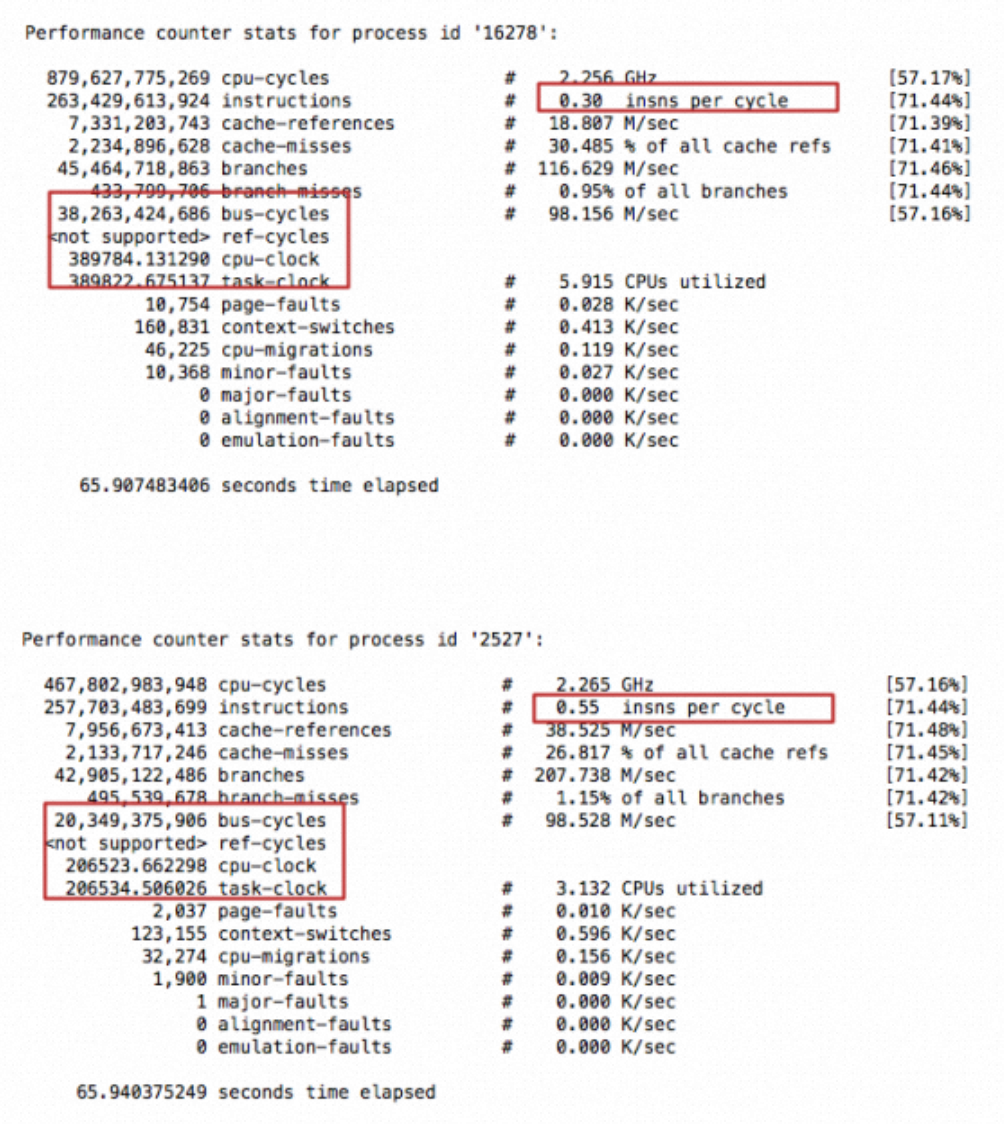 Performance counter stats for process id '16278':
879,627,775,269 cpu-cycles # 2.256 GHz [57.17%]
263,429,613,924 instructions # 0.30 insns per cycle [71.44%]
7,331,203,743 cache-references # 18.807 M/sec [71.39%]
2,234,896,628 cache-misses # 30.485 % of all cache refs [71.41%]
45,464,718,863 branches # 116.629 M/sec [71.46%]
433,799,706 branch-misses # 0.95% of all branches [71.44%]
38,263,424,686 bus-cycles # 98.156 M/sec [57.16%]
<not supported> ref-cycles
389784.131290 cpu-clock
389822.675137 task-clock # 5.915 CPUs utilized
10,754 page-faults # 0.028 K/sec
160,831 context-switches # 0.413 K/sec
46,225 cpu-migrations # 0.119 K/sec
10,368 minor-faults # 0.027 K/sec
0 major-faults # 0.000 K/sec
0 alignment-faults # 0.000 K/sec
0 emulation-faults # 0.000 K/sec
65.907483406 seconds time elapsed
Performance counter stats for process id '2527':
467,802,983,948 cpu-cycles # 2.265 GHz [57.16%]
257,703,483,699 instructions # 0.55 insns per cycle [71.44%]
7,956,673,413 cache-references # 38.525 M/sec [71.48%]
2,133,717,246 cache-misses # 26.817 % of all cache refs [71.45%]
42,905,122,486 branches # 207.738 M/sec [71.42%]
495,539,678 branch-misses # 1.15% of all branches [71.42%]
20,349,375,906 bus-cycles # 98.528 M/sec [57.11%]
<not supported> ref-cycles
206523.662298 cpu-clock
206534.506026 task-clock # 3.132 CPUs utilized
2,037 page-faults # 0.010 K/sec
123,155 context-switches # 0.596 K/sec
32,274 cpu-migrations # 0.156 K/sec
1,900 minor-faults # 0.009 K/sec
1 major-faults # 0.000 K/sec
0 alignment-faults # 0.000 K/sec
0 emulation-faults # 0.000 K/sec
65.940375249 seconds time elapsed